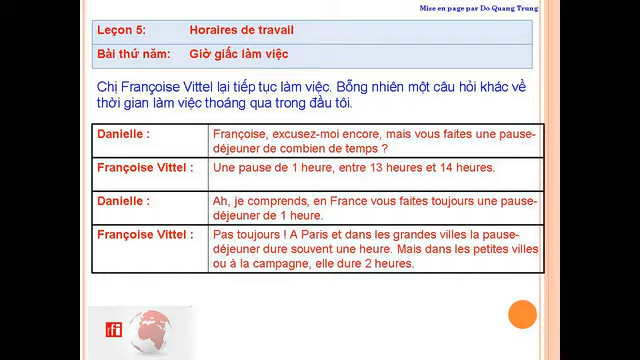 Mise en page par Do Quang Trung
Leçon 5: Horaires de travail
Bài thứ năm: Giờ giấc làm việc
Chị Françoise Vittel lại tiếp tục làm việc. Bỗng nhiên một câu hỏi khác về
thời gian làm việc thoáng qua trong đầu tôi.
Danielle : Françoise, excusez-moi encore, mais vous faites une pause-
déjeuner de combien de temps ?
Françoise Vittel : Une pause de 1 heure, entre 13 heures et 14 heures.
Danielle : Ah, je comprends, en France vous faites toujours une pause-
déjeuner de 1 heure.
Françoise Vittel : Pas toujours ! A Paris et dans les grandes villes la pause-
déjeuner dure souvent une heure. Mais dans les petites villes
ou à la campagne, elle dure 2 heures.
rfi